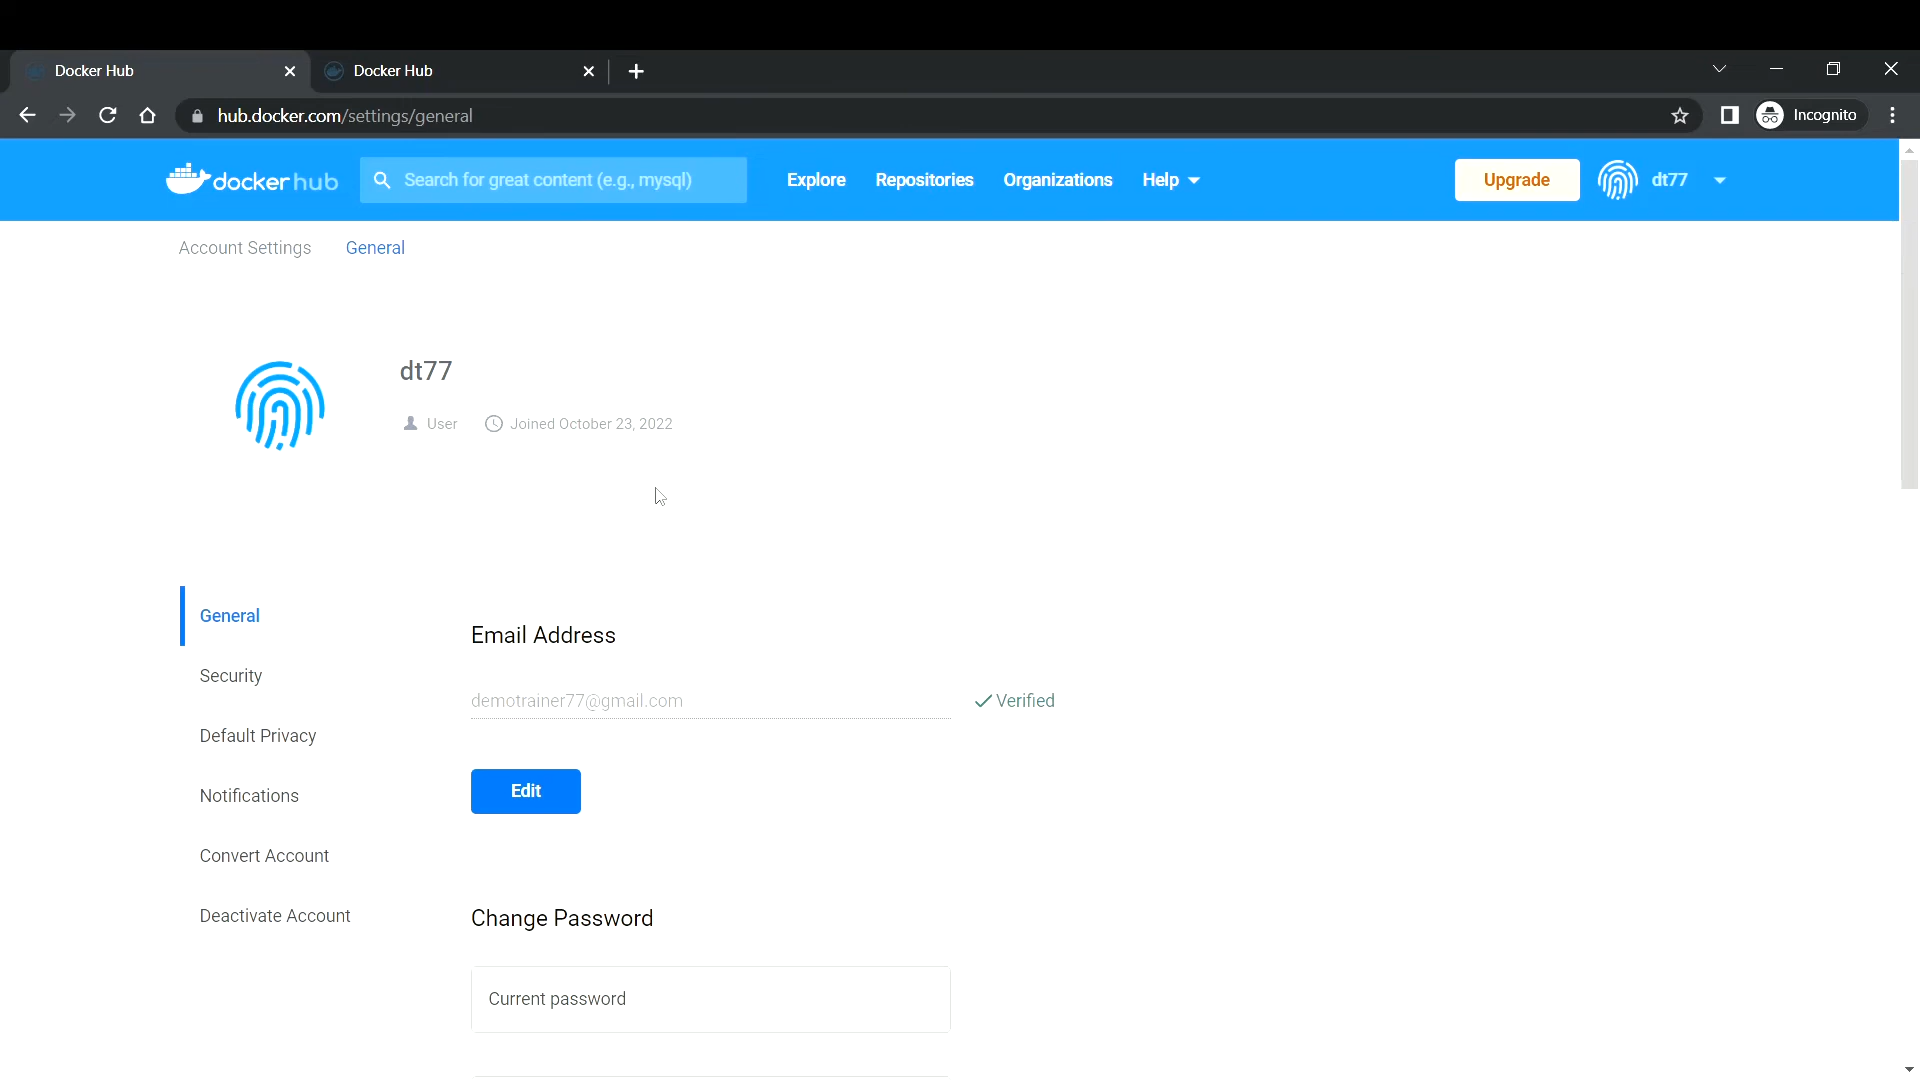 Docker Hub
Docker Hub
hub.docker.com/settings/general
Incognito
docker hub
Search for great content (e.g., mysql)
Explore
Repositories
Organizations
Help
Upgrade
dt77
Account Settings
General
dt77
User
Joined October 23, 2022
General
Security
Default Privacy
Notifications
Convert Account
Deactivate Account
Email Address
demotrainer77@gmail.com
Verified
Edit
Change Password
Current password